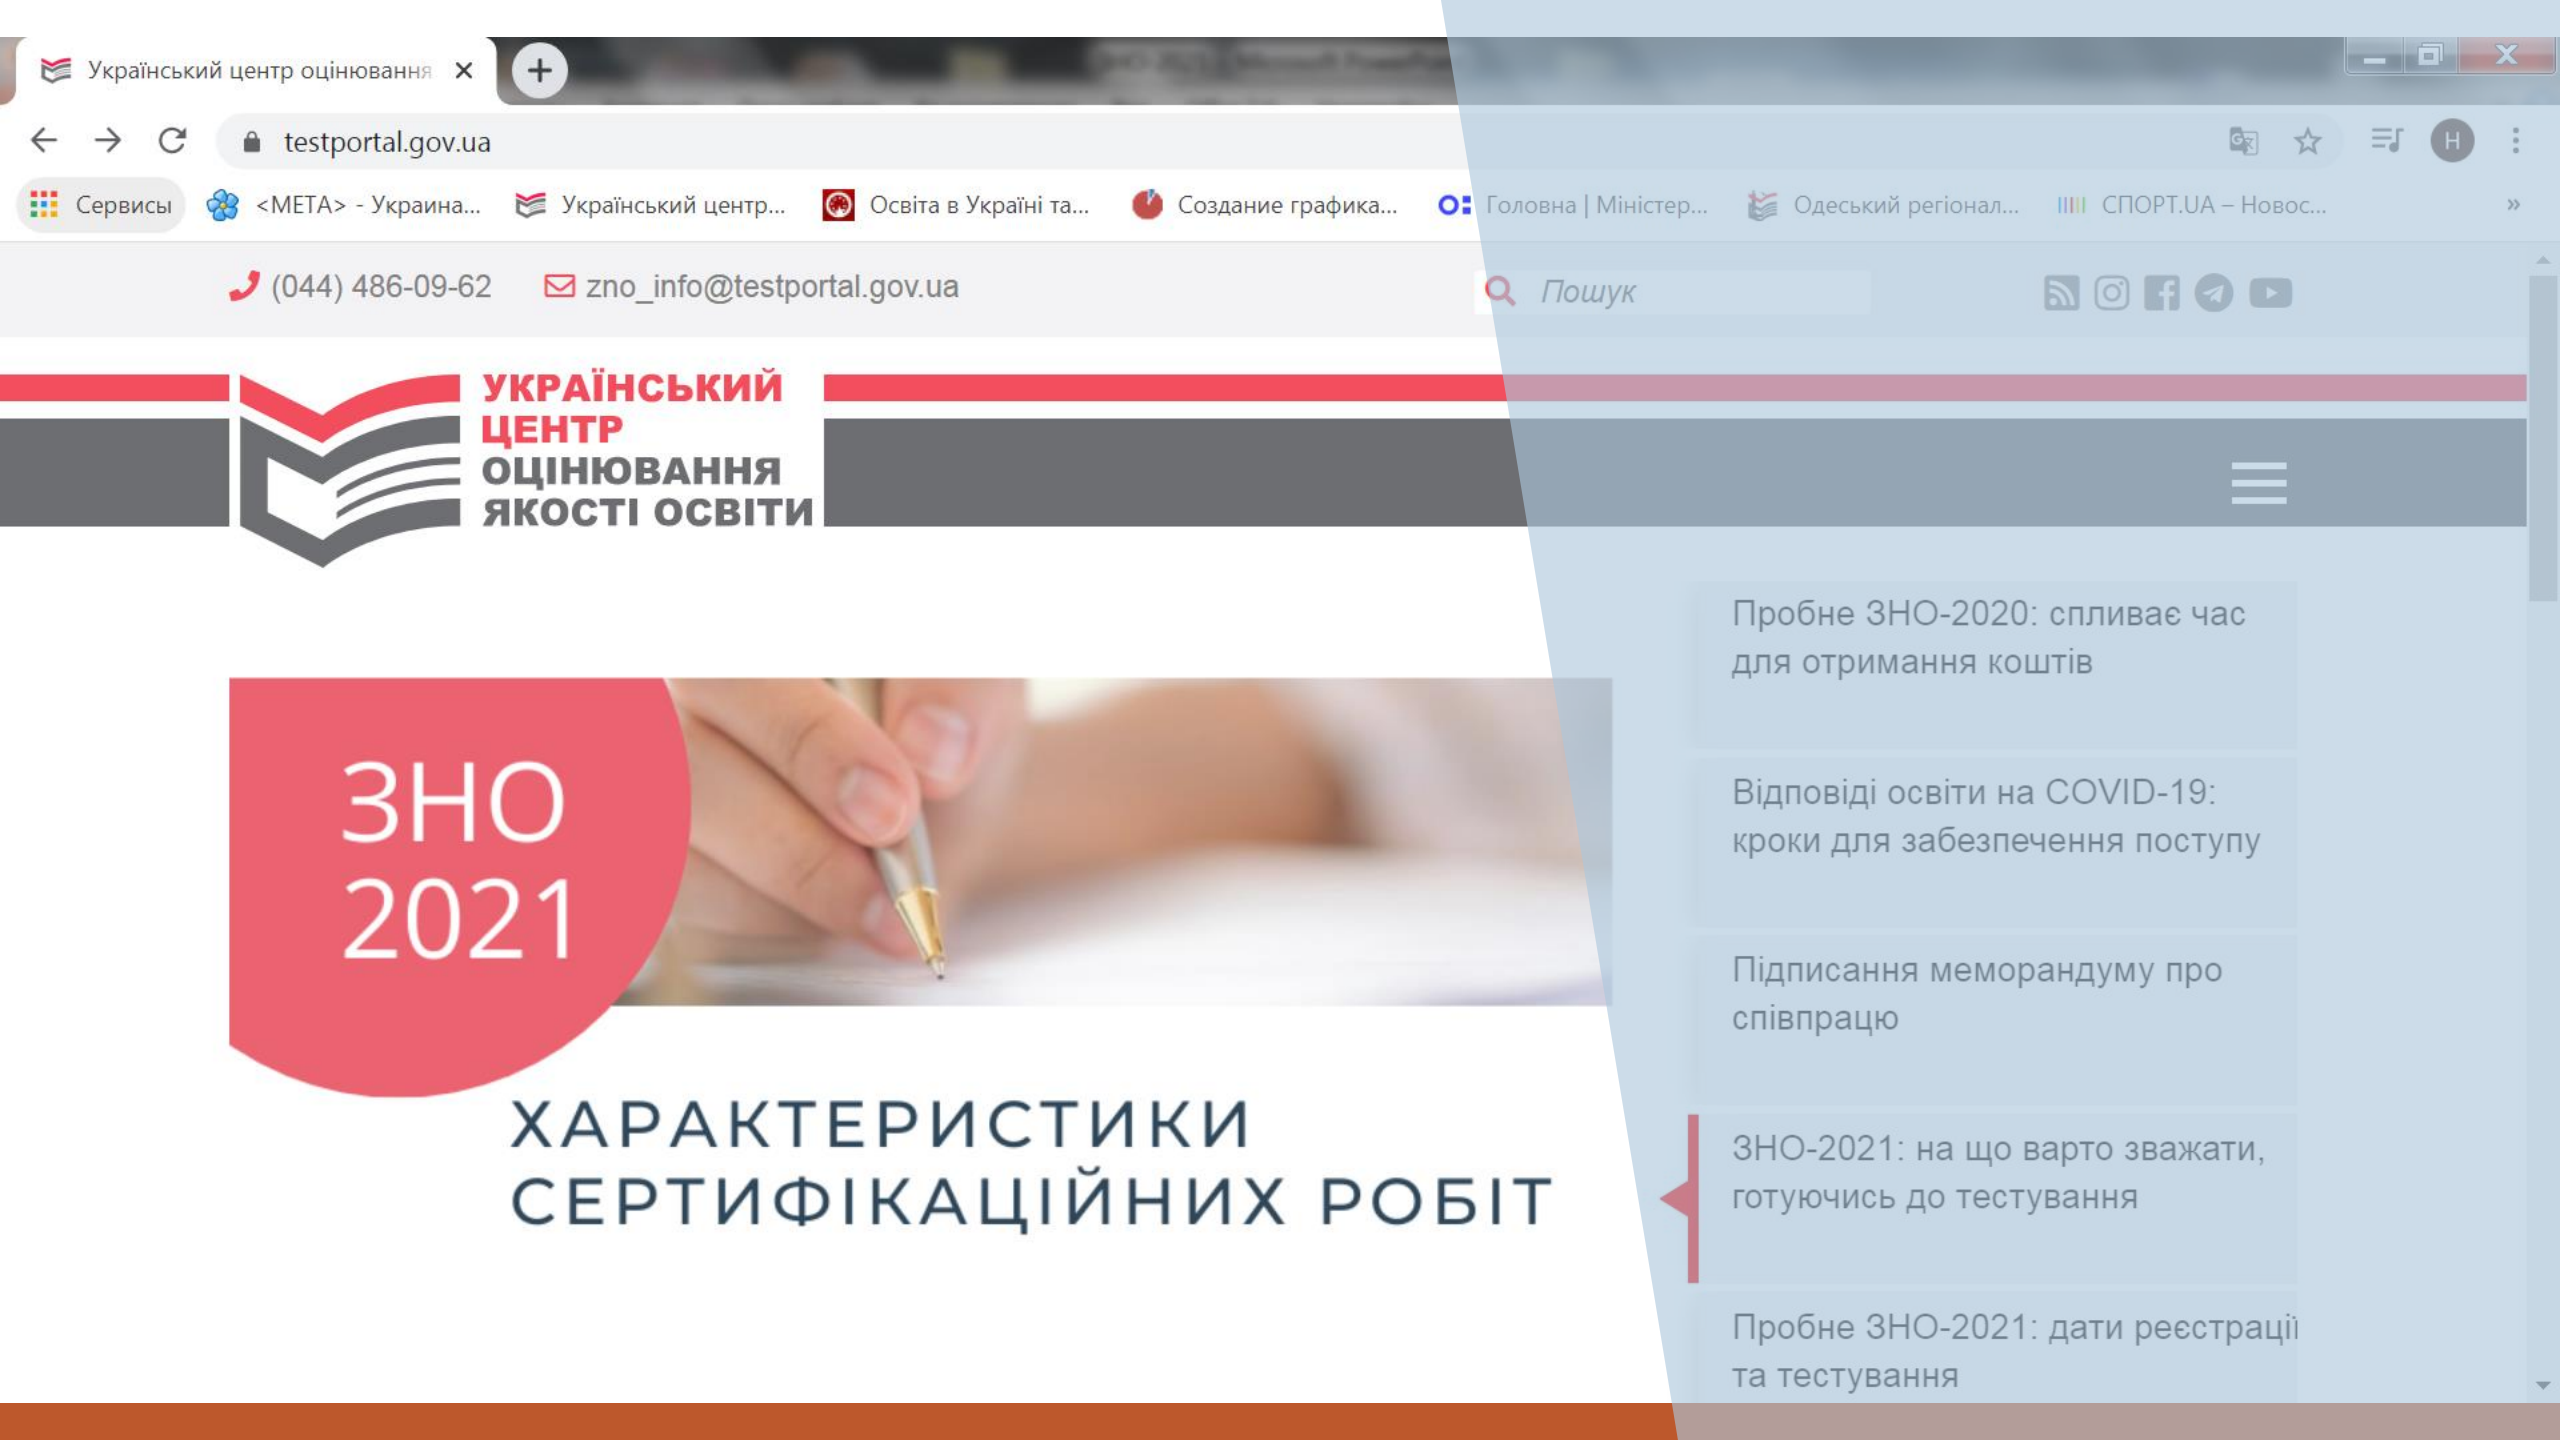 Український центр оцінювання
testportal.gov.ua
Сервисы
<META> - Украина...
Український центр...
Освіта в Україні та...
Создание графика...
Головна | Міністер...
Одеський регіонал...
СПОРТ.UA – Новос...
»
(044) 486-09-62
zno_info@testportal.gov.ua
Пошук
УКРАЇНСЬКИЙ
ЦЕНТР
ОЦІНЮВАННЯ
ЯКОСТІ ОСВІТИ
ЗНО
2021
ХАРАКТЕРИСТИКИ
СЕРТИФІКАЦІЙНИХ РОБІТ
Пробне ЗНО-2020: спливає час
для отримання коштів
Відповіді освіти на COVID-19:
кроки для забезпечення поступу
Підписання меморандуму про
співпрацю
ЗНО-2021: на що варто зважати,
готуючись до тестування
Пробне ЗНО-2021: дати реєстрації
та тестування